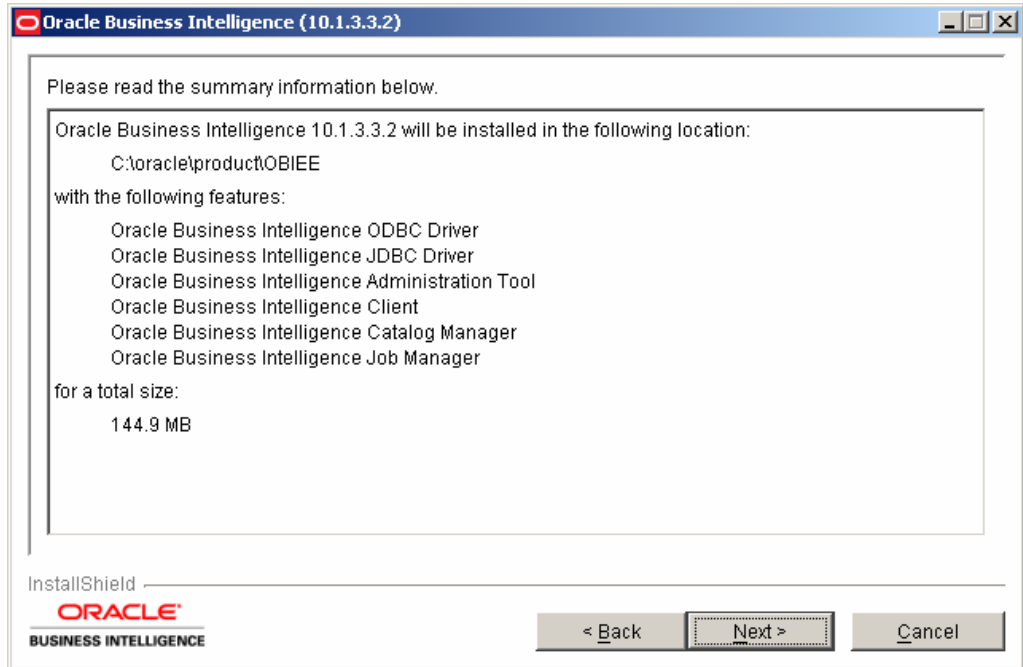 Oracle Business Intelligence (10.1.3.3.2)
Please read the summary information below.
Oracle Business Intelligence 10.1.3.3.2 will be installed in the following location:
C:\oracle\product\OBIEE
with the following features:
Oracle Business Intelligence ODBC Driver
Oracle Business Intelligence JDBC Driver
Oracle Business Intelligence Administration Tool
Oracle Business Intelligence Client
Oracle Business Intelligence Catalog Manager
Oracle Business Intelligence Job Manager
for a total size:
144.9 MB
InstallShield
ORACLE
BUSINESS INTELLIGENCE
< Back Next > Cancel